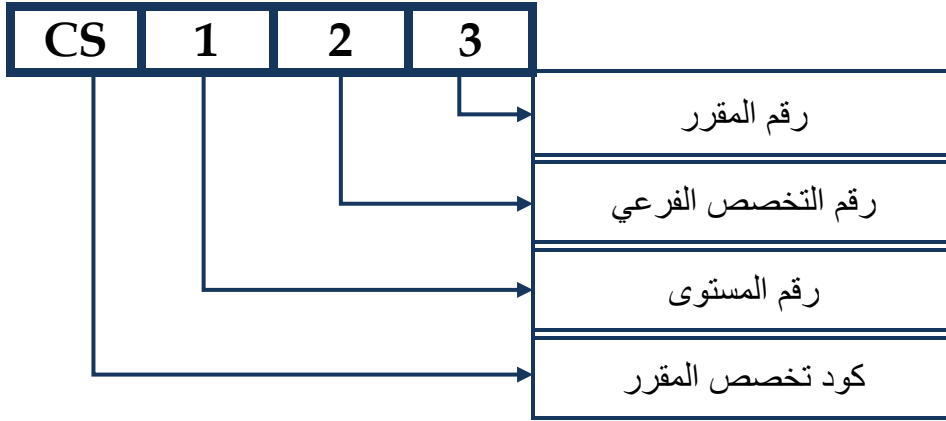 CS 1 2 3
رقم المقرر
رقم التخصص الفرعي
رقم المستوى
كود تخصص المقرر